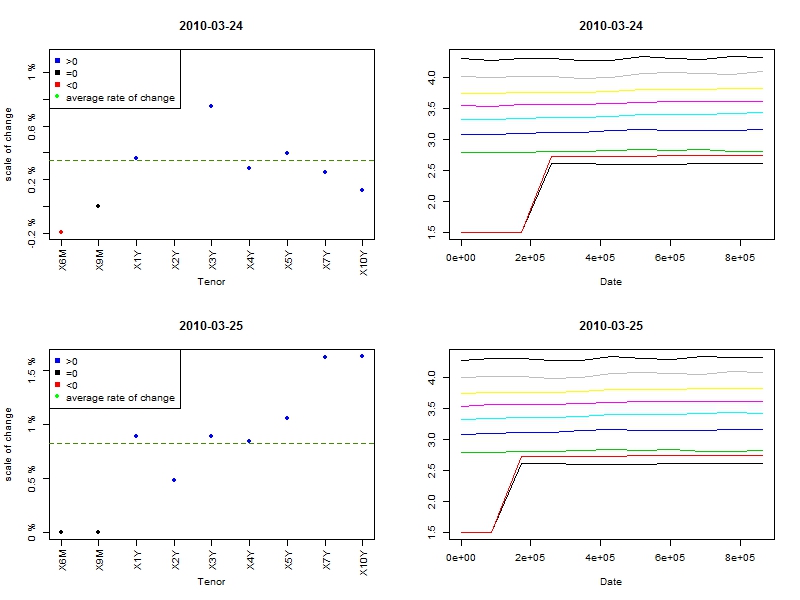 2010-03-24
scale of change
1 %
0.6 %
0.2 %
-0.2 %
>0
=0
<0
average rate of change
X6M X9M X1Y X2Y X3Y X4Y X5Y X7Y X10Y
Tenor
2010-03-24
4.0
3.5
3.0
2.5
2.0
1.5
0e+00 2e+05 4e+05 6e+05 8e+05
Date
2010-03-25
scale of change
1.5 %
1 %
0.5 %
0 %
>0
=0
<0
average rate of change
X6M X9M X1Y X2Y X3Y X4Y X5Y X7Y X10Y
Tenor
2010-03-25
4.0
3.5
3.0
2.5
2.0
1.5
0e+00 2e+05 4e+05 6e+05 8e+05
Date